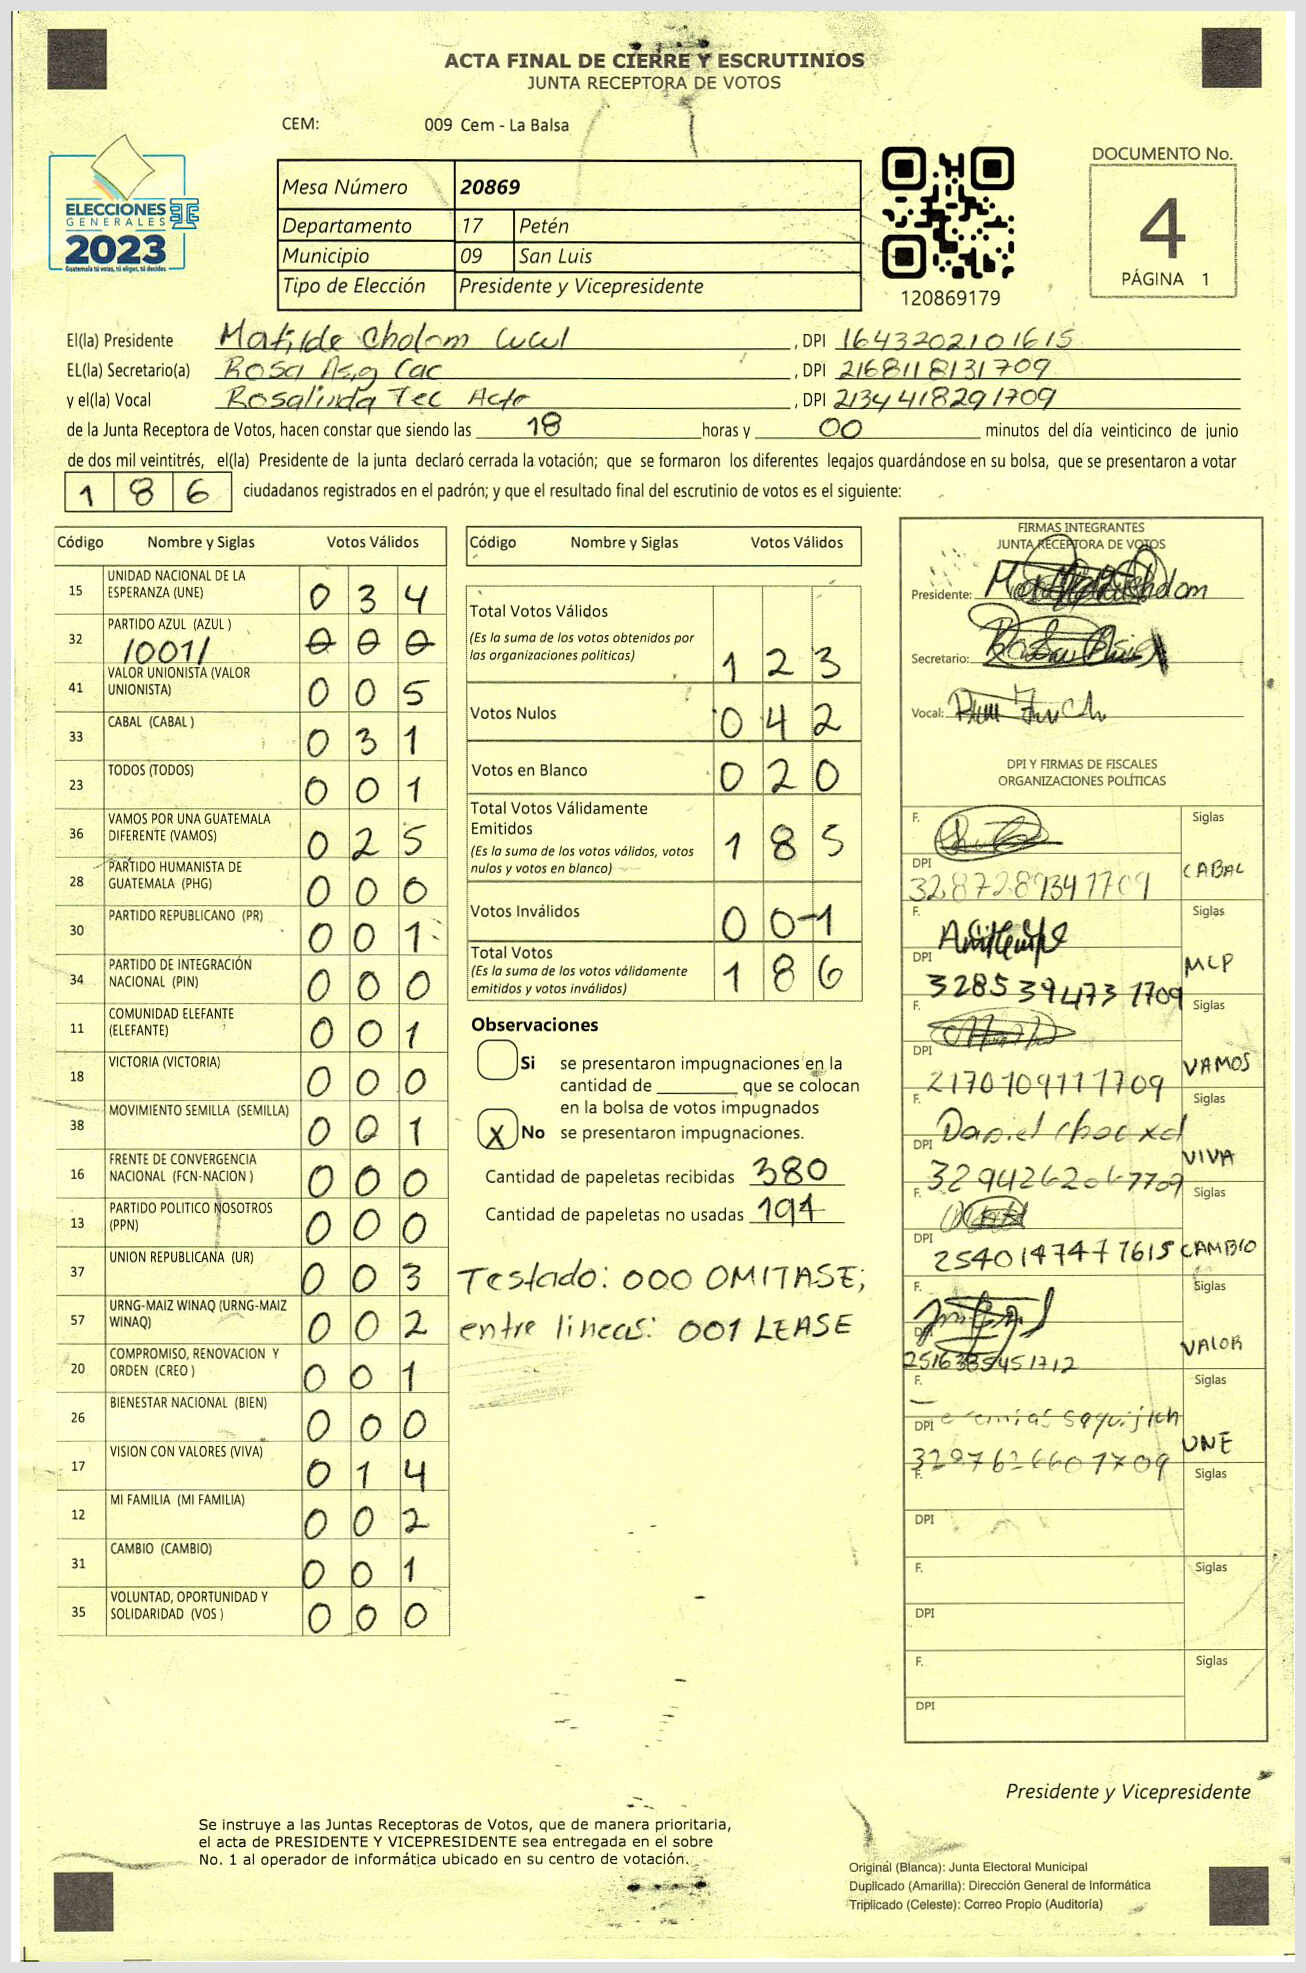 ACTA FINAL DE CIERRE Y ESCRUTINIOS
JUNTA RECEPTORA DE VOTOS
CEM: 009 Cem - La Balsa
ELECCIONES
GENERALES
2023
Guatemala tú votas, tú eliges, tú decides
Mesa Número 20869
Departamento 17 Petén
Municipio 09 San Luis
Tipo de Elección Presidente y Vicepresidente
120869179
DOCUMENTO No.
4
PÁGINA 1
El(la) Presidente Matilde Cholom Cucul , DPI 1643202101615
EL(la) Secretario(a) Rosa Asig Cac , DPI 2168118131709
y el(la) Vocal Rosalinda Tec , DPI 2134418291709
de la Junta Receptora de Votos, hacen constar que siendo las 18 horas y 00 minutos del día veinticinco de junio
de dos mil veintitrés, el(la) Presidente de la junta declaró cerrada la votación; que se formaron los diferentes legajos guardándose en su bolsa, que se presentaron a votar
186 ciudadanos registrados en el padrón; y que el resultado final del escrutinio de votos es el siguiente:
Código Nombre y Siglas Votos Válidos
15 UNIDAD NACIONAL DE LA ESPERANZA (UNE) 0 3 4
32 PARTIDO AZUL (AZUL ) /001/ 0 0 0
41 VALOR UNIONISTA (VALOR UNIONISTA) 0 0 5
33 CABAL (CABAL ) 0 3 1
23 TODOS (TODOS) 0 0 1
36 VAMOS POR UNA GUATEMALA DIFERENTE (VAMOS) 0 2 5
28 PARTIDO HUMANISTA DE GUATEMALA (PHG) 0 0 0
30 PARTIDO REPUBLICANO (PR) 0 0 1
34 PARTIDO DE INTEGRACIÓN NACIONAL (PIN) 0 0 0
11 COMUNIDAD ELEFANTE (ELEFANTE) 0 0 1
18 VICTORIA (VICTORIA) 0 0 0
38 MOVIMIENTO SEMILLA (SEMILLA) 0 0 1
16 FRENTE DE CONVERGENCIA NACIONAL (FCN-NACION ) 0 0 0
13 PARTIDO POLITICO NOSOTROS (PPN) 0 0 0
37 UNION REPUBLICANA (UR) 0 0 3
57 URNG-MAIZ WINAQ (URNG-MAIZ WINAQ) 0 0 2
20 COMPROMISO, RENOVACION Y ORDEN (CREO ) 0 0 1
26 BIENESTAR NACIONAL (BIEN) 0 0 0
17 VISION CON VALORES (VIVA) 0 1 4
12 MI FAMILIA (MI FAMILIA) 0 0 2
31 CAMBIO (CAMBIO) 0 0 1
35 VOLUNTAD, OPORTUNIDAD Y SOLIDARIDAD (VOS ) 0 0 0
Código Nombre y Siglas Votos Válidos
Total Votos Válidos 1 2 3
(Es la suma de los votos obtenidos por
las organizaciones politicas)
Votos Nulos 0 4 2
Votos en Blanco 0 2 0
Total Votos Válidamente
Emitidos 1 8 5
(Es la suma de los votos válidos, votos
nulos y votos en blanco)
Votos Inválidos 0 0 1
Total Votos 1 8 6
(Es la suma de los votos válidamente
emitidos y votos inválidos)
Observaciones
Si se presentaron impugnaciones en la
cantidad de ________ que se colocan
en la bolsa de votos impugnados
X No se presentaron impugnaciones.
Cantidad de papeletas recibidas 380
Cantidad de papeletas no usadas 194
Testado: 000 OMITASE;
entre lineas: 001 LEASE
FIRMAS INTEGRANTES
JUNTA RECEPTORA DE VOTOS
Presidente:
Secretario:
Vocal:
DPI Y FIRMAS DE FISCALES
ORGANIZACIONES POLÍTICAS
F. Siglas
DPI 3287289341709 CABAL
F. Siglas
DPI 3285394731709 MLP
F. Siglas
DPI 2170109111709 VAMOS
F. Daniel Choc Siglas
DPI 3294262067709 VIVA
F. Siglas
DPI 2540147477615 CAMBIO
F. Siglas
DPI VALOR
F. Siglas
DPI UNE
F. Siglas
DPI
F. Siglas
DPI
F. Siglas
DPI
Presidente y Vicepresidente
Se instruye a las Juntas Receptoras de Votos, que de manera prioritaria,
el acta de PRESIDENTE Y VICEPRESIDENTE sea entregada en el sobre
No. 1 al operador de informática ubicado en su centro de votación.
Original (Blanca): Junta Electoral Municipal
Duplicado (Amarilla): Dirección General de Informática
Triplicado (Celeste): Correo Propio (Auditoría)